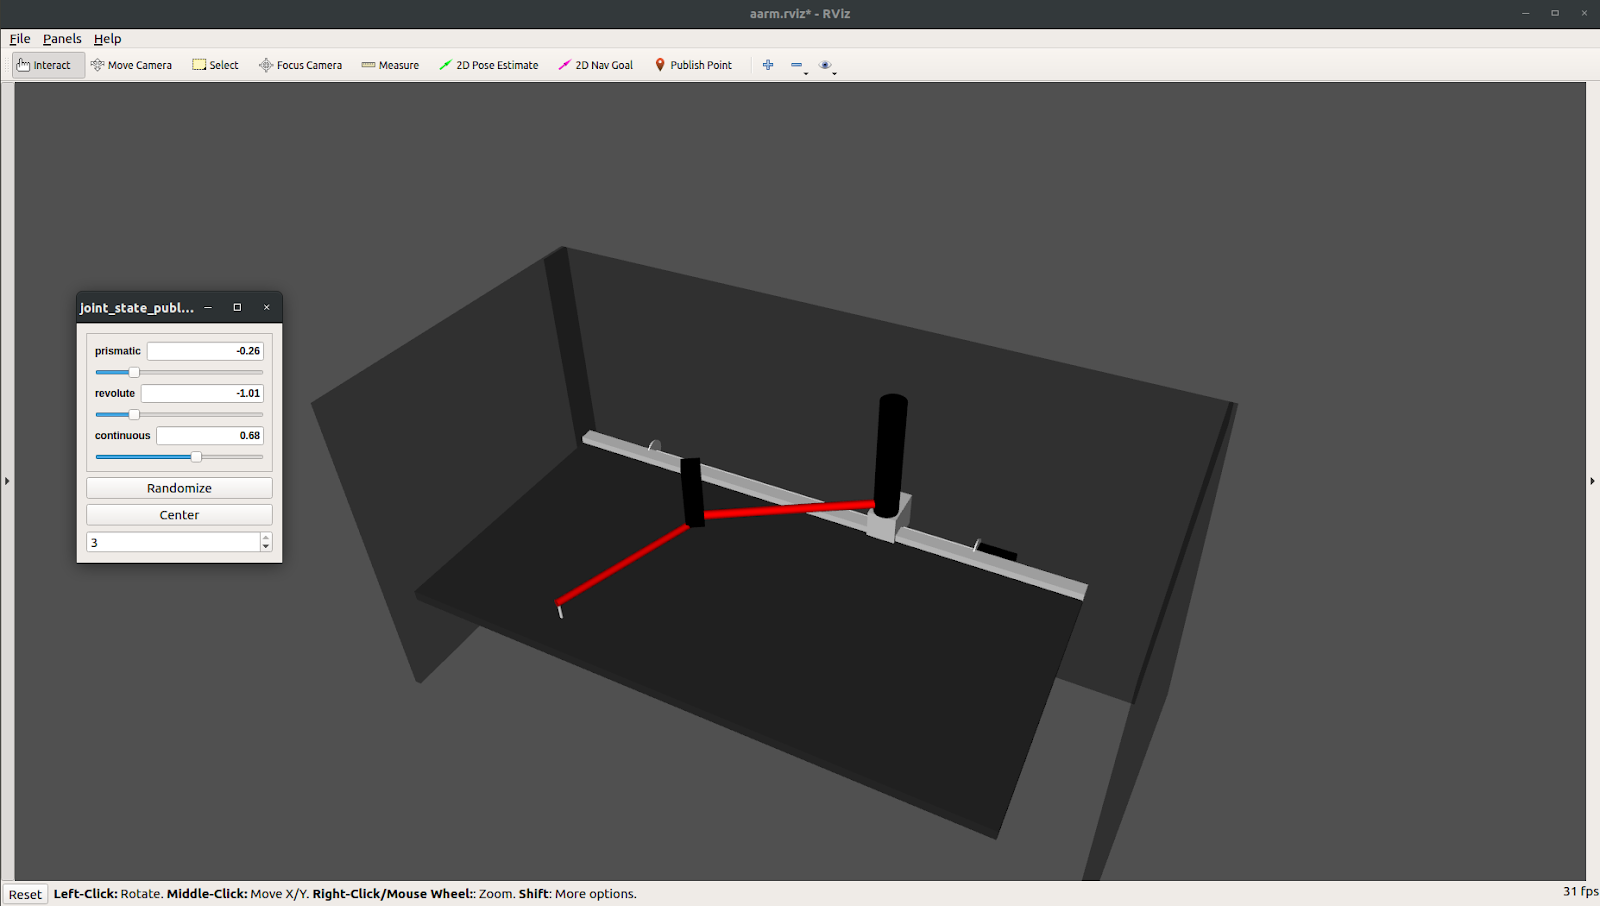 aarm.rviz* - RViz
File Panels Help
Interact Move Camera Select Focus Camera Measure 2D Pose Estimate 2D Nav Goal Publish Point
joint_state_publ...
prismatic -0.26
revolute -1.01
continuous 0.68
Randomize
Center
3
Reset Left-Click: Rotate. Middle-Click: Move X/Y. Right-Click/Mouse Wheel:: Zoom. Shift: More options. 31 fps